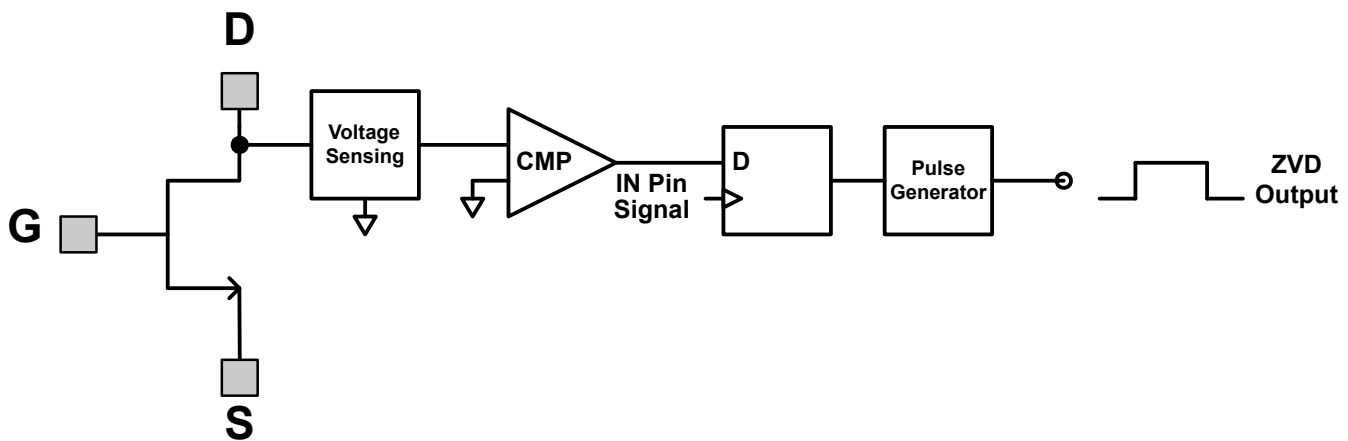 D
Voltage
Sensing
CMP
D
IN Pin
Signal
Pulse
Generator
ZVD
Output
G
S